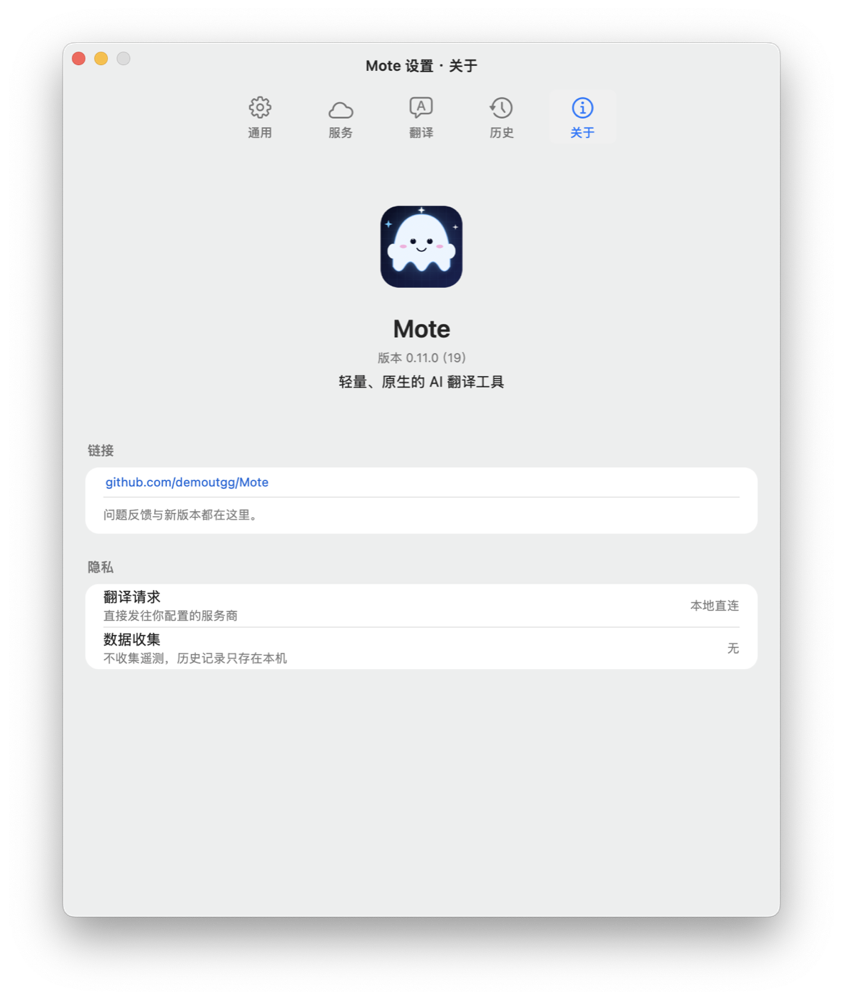 Mote 设置 · 关于
通用
服务
A
翻译
历史
关于
Mote
版本 0.11.0 (19)
轻量、原生的 AI 翻译工具
链接
github.com/demoutgg/Mote
问题反馈与新版本都在这里。
隐私
翻译请求
直接发往你配置的服务商
本地直连
数据收集
不收集遥测，历史记录只存在本机
无